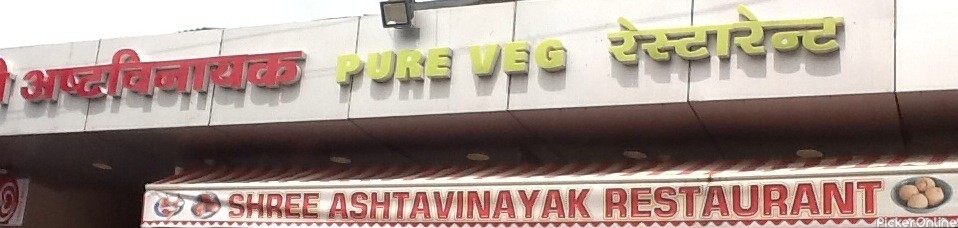 अष्टविनायक PURE VEG रेस्टारेन्ट
SHREE ASHTAVINAYAK RESTAURANT
PickerOnline